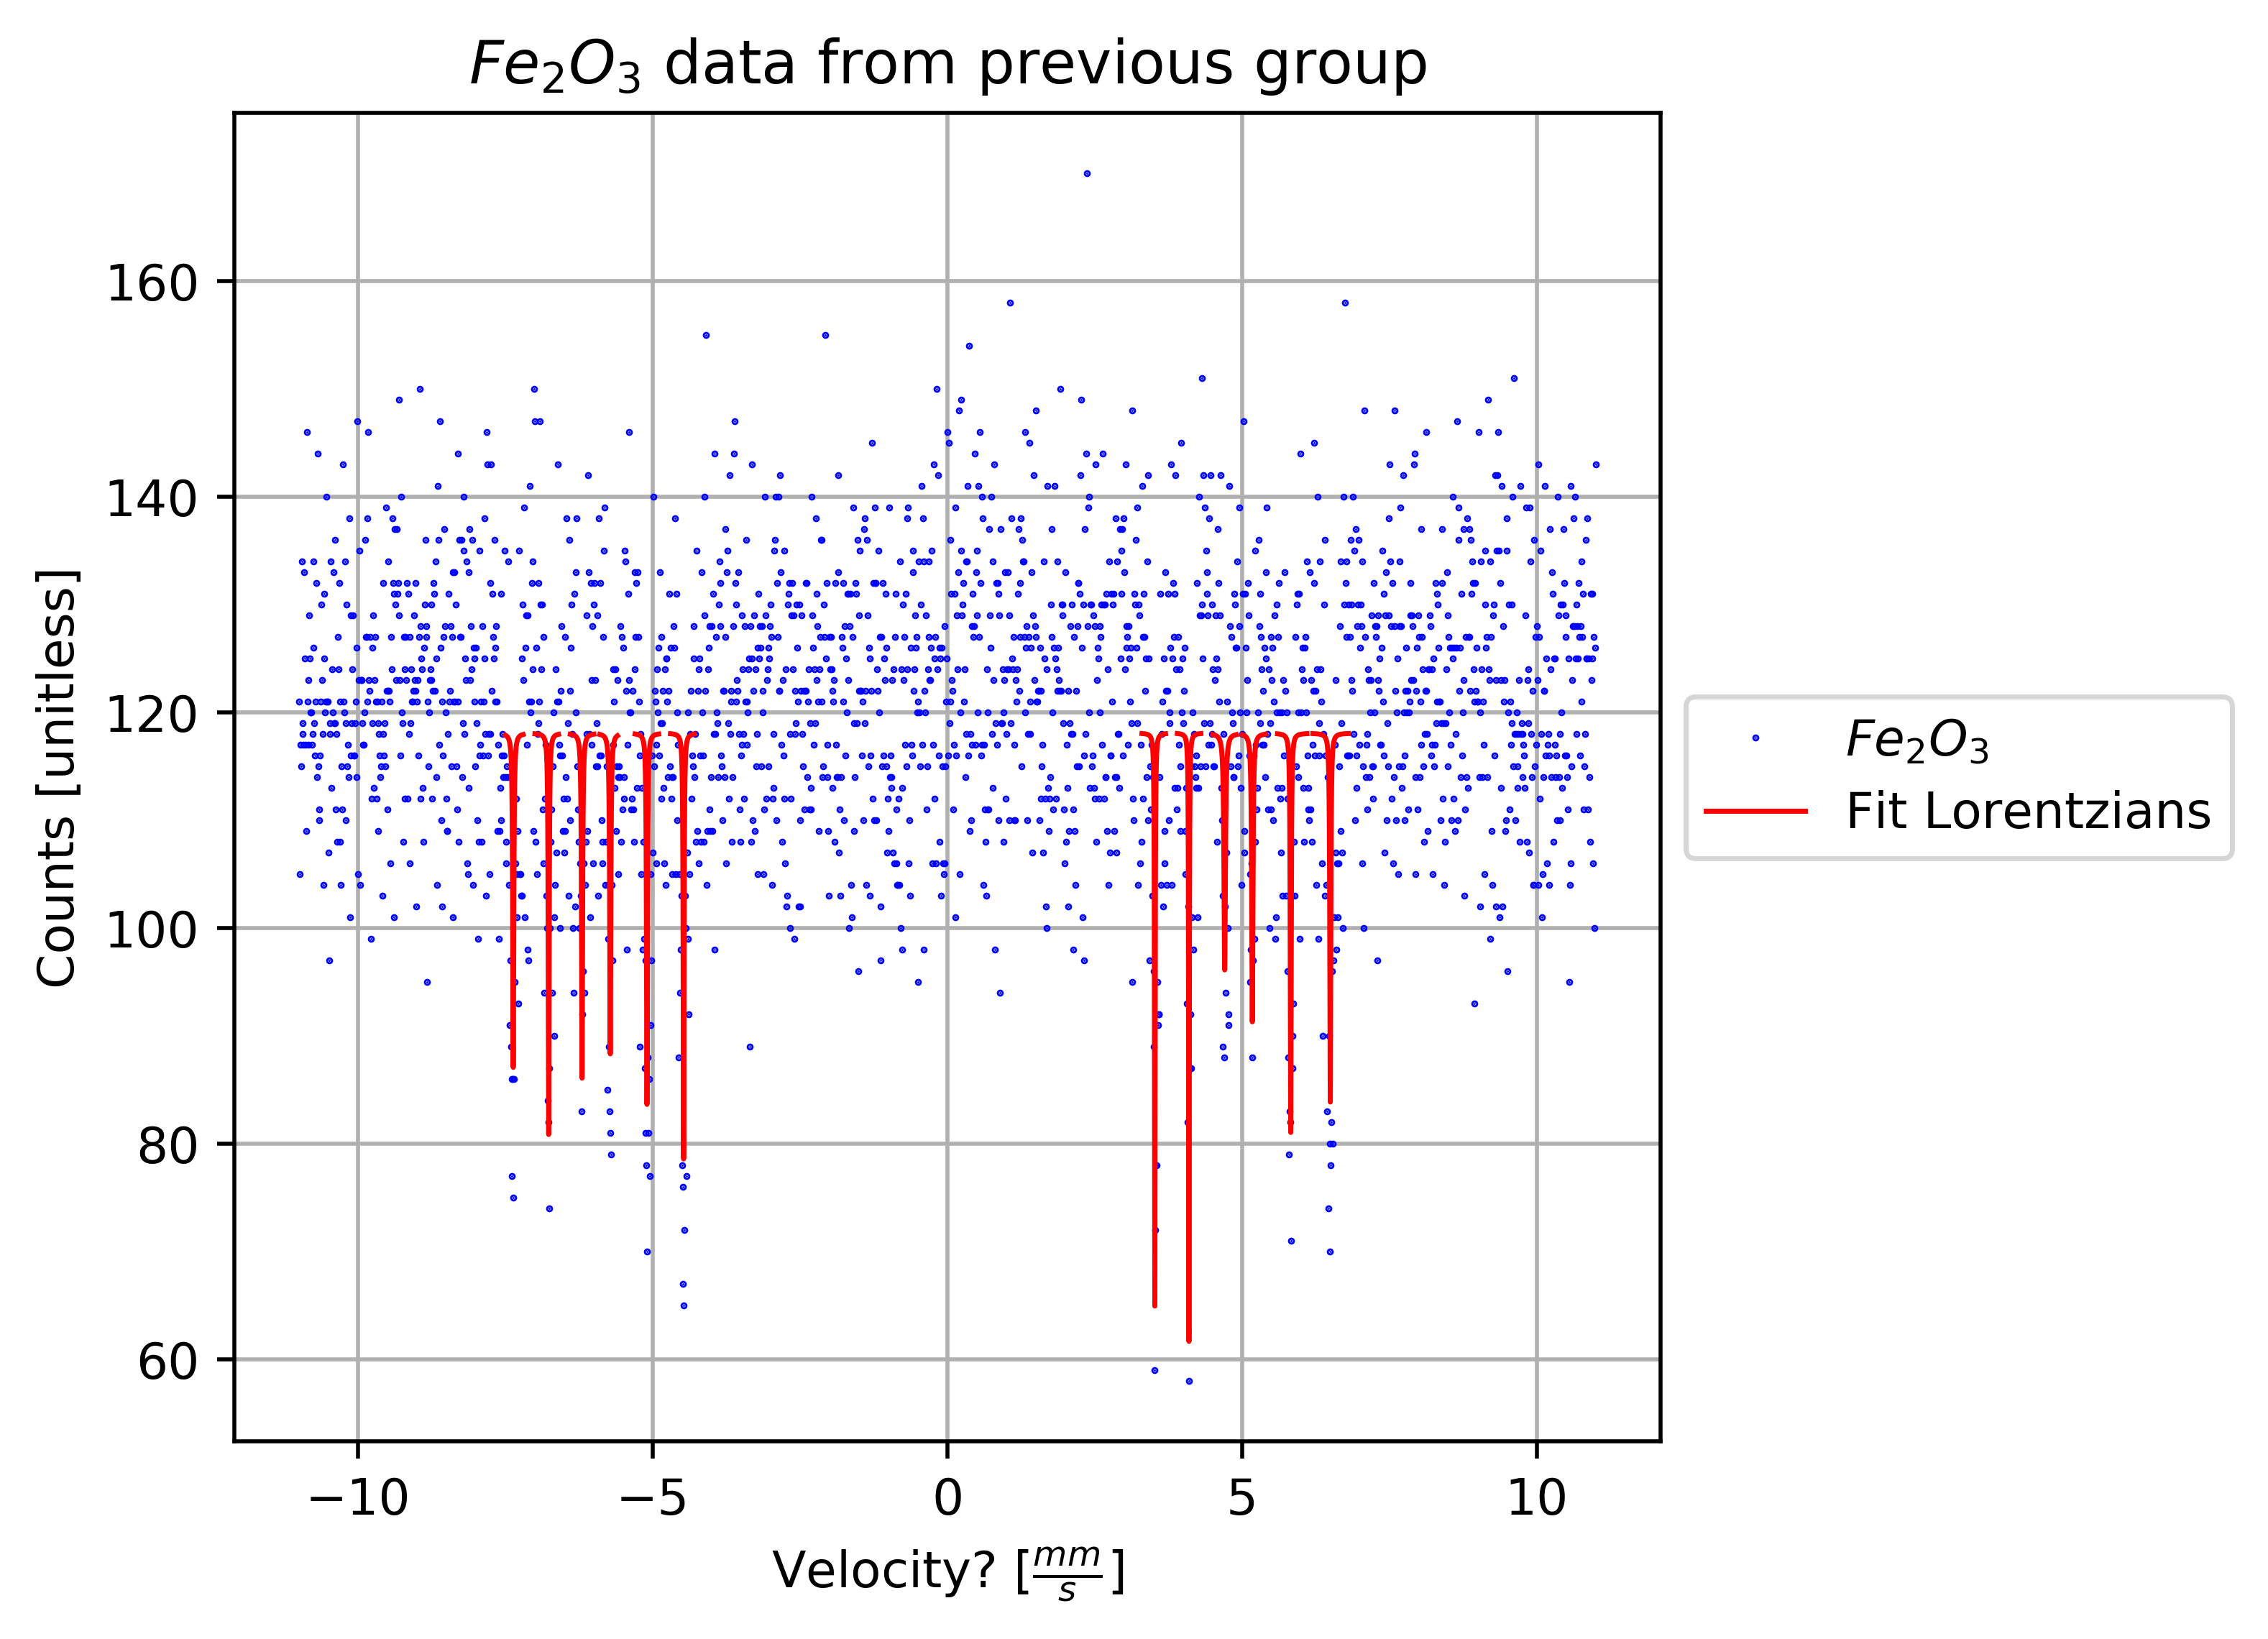 Fe₂O₃ data from previous group
Counts [unitless]
160
140
120
100
80
60
−10
−5
0
5
10
Velocity? [mm/s]
Fe₂O₃
Fit Lorentzians